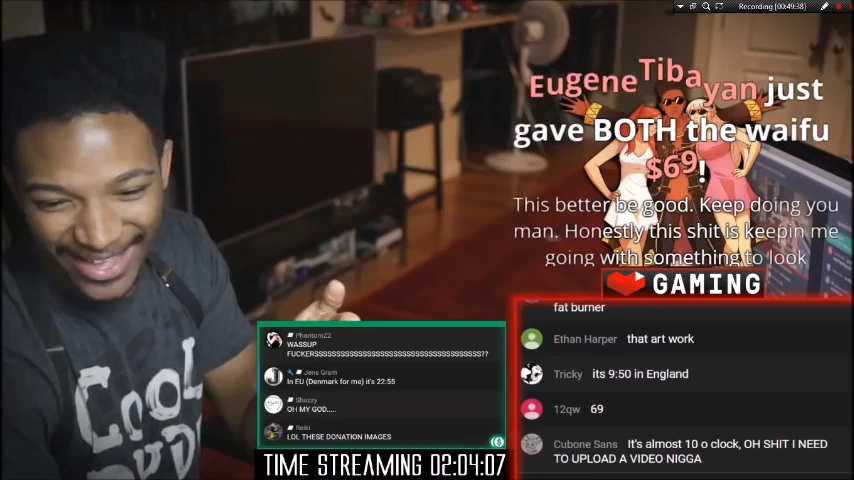 Recording [00:49:38]
EugeneTibayan just
gave BOTH the waifu
$69!
This better be good. Keep doing you
man. Honestly this shit is keepin me
going with something to look
GAMING
fat burner
Ethan Harper that art work
Tricky its 9:50 in England
12qw 69
Cubone Sans It's almost 10 o clock, OH SHIT I NEED
TO UPLOAD A VIDEO NIGGA
PhantomZ2
WASSUP
FUCKERSSSSSSSSSSSSSSSSSSSSSSSSSSSSSSSSSSSSSSSSSS??
Jens Gram
In EU (Denmark for me) it's 22:55
Shazzy
OH MY GOD.....
Reiki
LOL THESE DONATION IMAGES
TIME STREAMING 02:04:07
COOL
DUDE